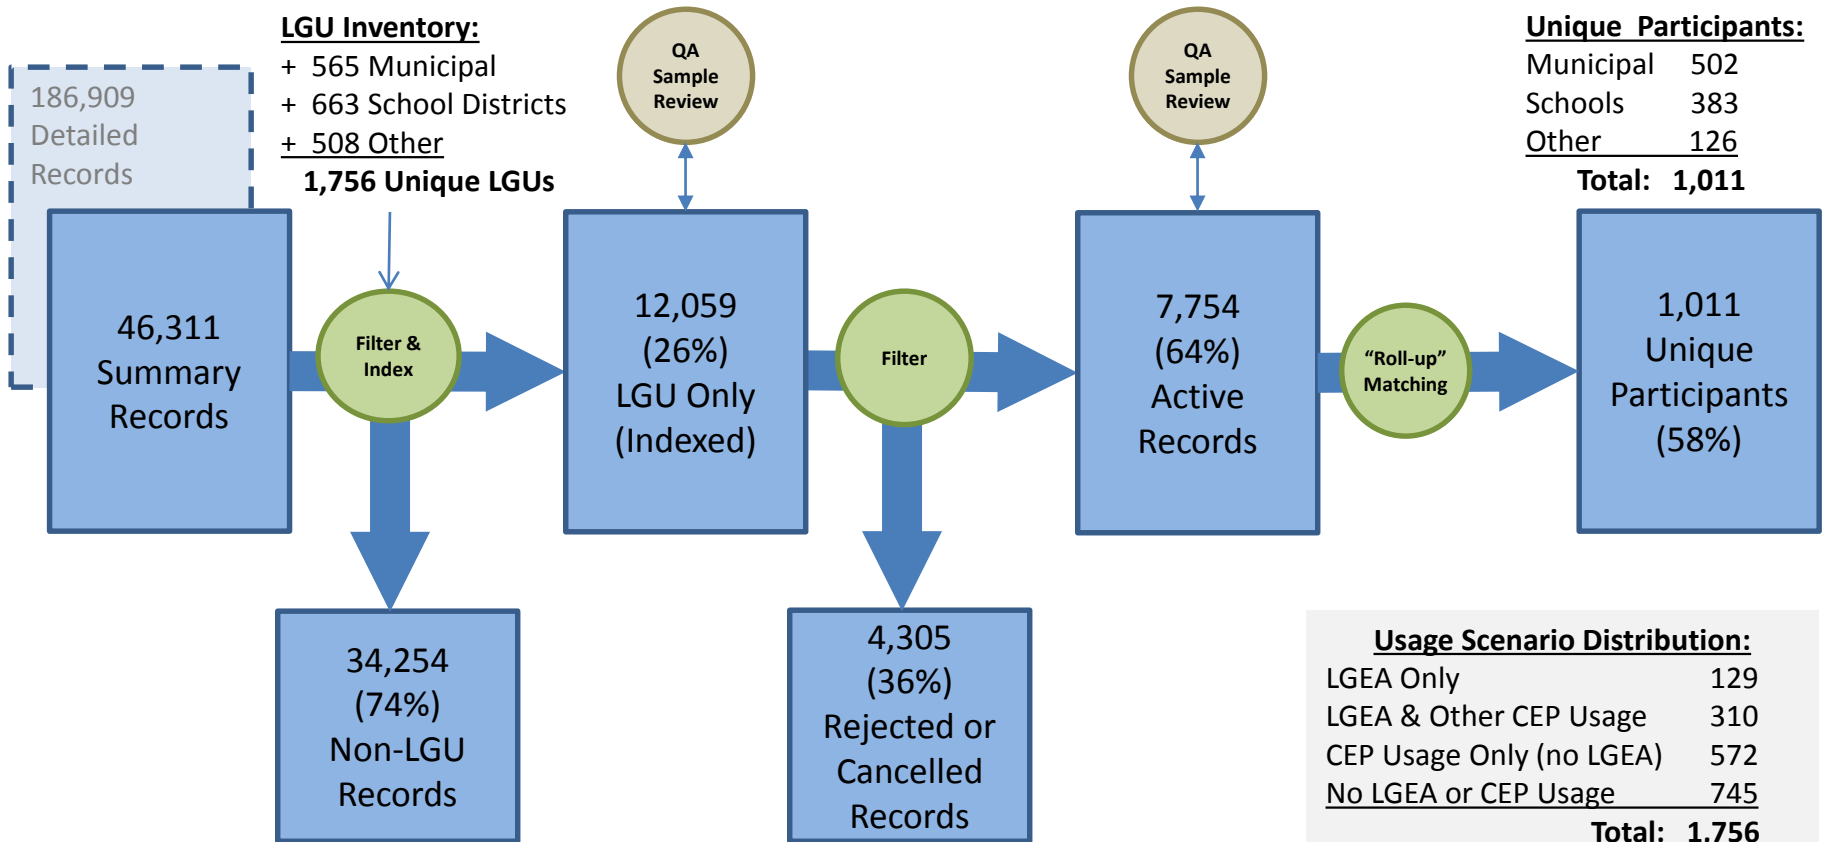 LGU Inventory:
+ 565 Municipal
+ 663 School Districts
+ 508 Other
1,756 Unique LGUs
QA
Sample
Review
QA
Sample
Review
Unique Participants:
Municipal 502
Schools 383
Other 126
Total: 1,011
186,909
Detailed
Records
46,311
Summary
Records
Filter &
Index
12,059
(26%)
LGU Only
(Indexed)
Filter
7,754
(64%)
Active
Records
“Roll-up”
Matching
1,011
Unique
Participants
(58%)
34,254
(74%)
Non-LGU
Records
4,305
(36%)
Rejected or
Cancelled
Records
Usage Scenario Distribution:
LGEA Only 129
LGEA & Other CEP Usage 310
CEP Usage Only (no LGEA) 572
No LGEA or CEP Usage 745
Total: 1,756